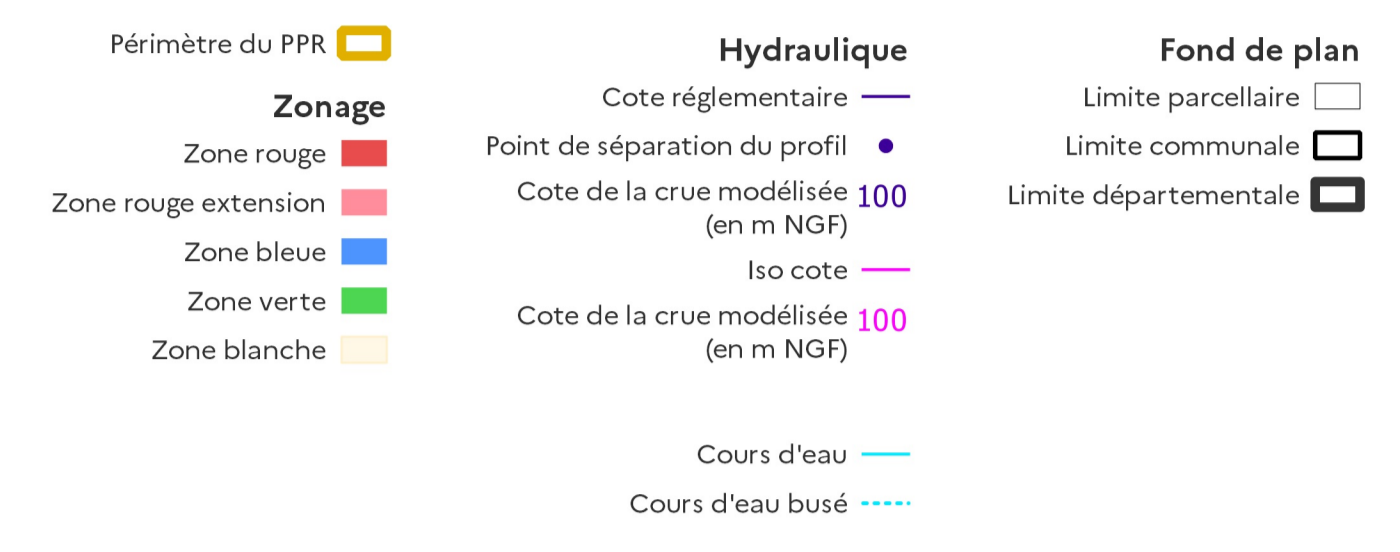 Périmètre du PPR
Zonage
Zone rouge
Zone rouge extension
Zone bleue
Zone verte
Zone blanche
Hydraulique
Cote réglementaire
Point de séparation du profil
Cote de la crue modélisée 100
(en m NGF)
Iso cote
Cote de la crue modélisée 100
(en m NGF)
Cours d'eau
Cours d'eau busé
Fond de plan
Limite parcellaire
Limite communale
Limite départementale